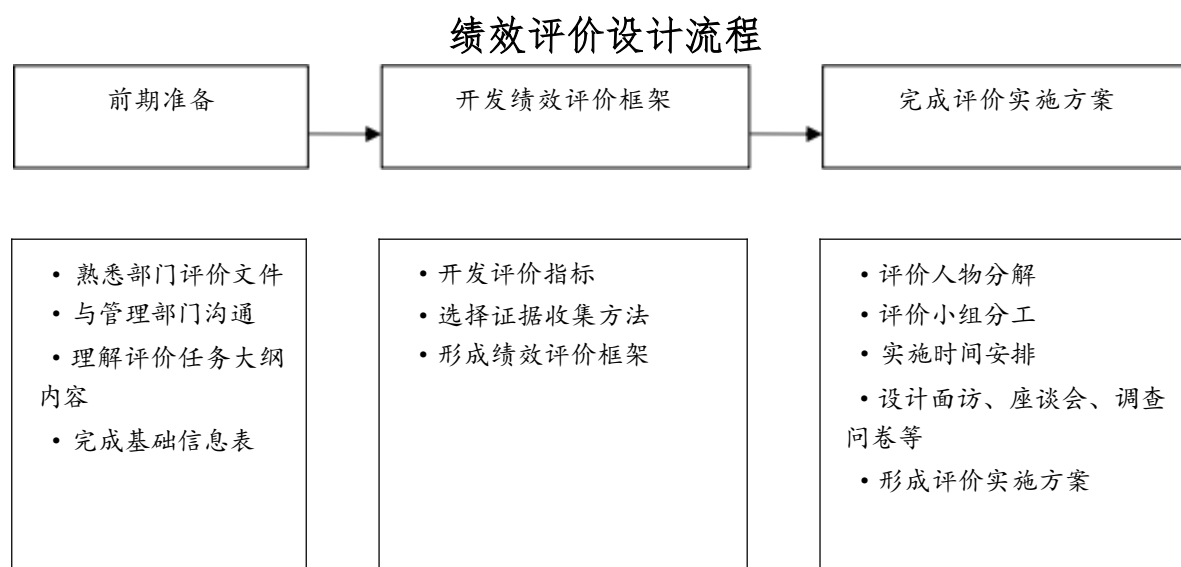 绩效评价设计流程
前期准备
开发绩效评价框架
完成评价实施方案
• 熟悉部门评价文件
• 与管理部门沟通
• 理解评价任务大纲
内容
• 完成基础信息表
• 开发评价指标
• 选择证据收集方法
• 形成绩效评价框架
• 评价人物分解
• 评价小组分工
• 实施时间安排
• 设计面访、座谈会、调查
问卷等
• 形成评价实施方案